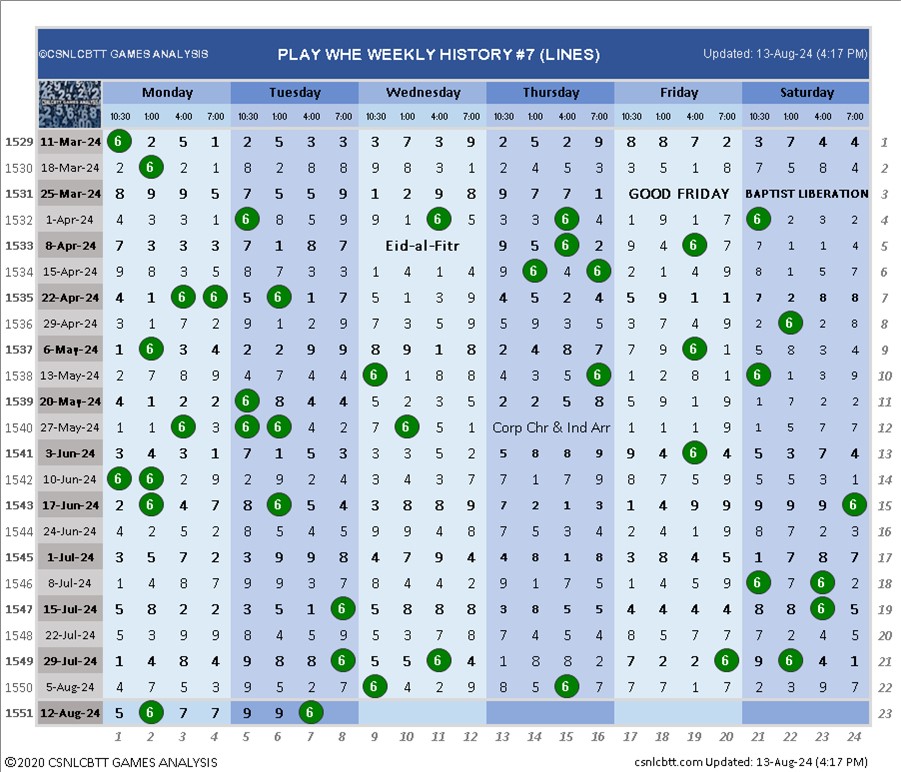 ©CSNLCBTT GAMES ANALYSIS PLAY WHE WEEKLY HISTORY #7 (LINES) Updated: 13-Aug-24 (4:17 PM)
Monday Tuesday Wednesday Thursday Friday Saturday
10:30 1:00 4:00 7:00 10:30 1:00 4:00 7:00 10:30 1:00 4:00 7:00 10:30 1:00 4:00 7:00 10:30 1:00 4:00 7:00 10:30 1:00 4:00 7:00
1529 11-Mar-24 6 2 5 1 2 5 3 3 3 7 3 9 2 5 2 9 8 8 7 2 3 7 4 4 1
1530 18-Mar-24 2 6 2 1 8 2 8 8 9 8 3 1 2 4 5 3 8 3 5 1 7 5 8 4 2
1531 25-Mar-24 8 9 9 5 7 5 5 9 1 2 9 8 9 7 7 1 GOOD FRIDAY BAPTIST LIBERATION 3
1532 1-Apr-24 4 3 3 1 6 8 5 9 9 1 6 5 3 3 6 4 1 9 1 7 6 2 3 2 4
1533 8-Apr-24 7 3 3 3 7 1 8 7 Eid-al-Fitr 9 5 6 2 9 4 6 7 7 1 1 4 5
1534 15-Apr-24 9 8 3 5 8 7 3 3 1 4 1 4 9 6 4 6 2 1 4 9 8 1 5 7 6
1535 22-Apr-24 4 1 6 6 5 6 1 7 5 1 3 9 4 5 2 4 5 9 1 1 7 2 8 8 7
1536 29-Apr-24 3 1 7 2 9 1 2 9 7 3 5 9 5 9 3 5 3 7 4 9 2 6 2 8 8
1537 6-May-24 1 6 3 4 2 2 9 9 8 9 1 8 2 4 8 7 7 9 6 1 5 8 3 4 9
1538 13-May-24 2 7 8 9 4 7 4 4 6 1 8 8 4 3 5 6 1 2 8 1 6 1 3 9 10
1539 20-May-24 4 1 2 2 6 8 4 4 5 2 3 5 2 2 5 8 5 9 1 9 1 7 2 2 11
1540 27-May-24 1 1 6 3 6 6 4 2 7 6 5 1 Corp Chr & Ind Arr 1 1 1 9 1 5 7 7 12
1541 3-Jun-24 3 4 3 1 7 1 5 3 3 3 5 2 5 8 8 9 9 4 6 4 5 3 7 4 13
1542 10-Jun-24 6 6 2 9 2 9 2 4 3 4 3 7 7 1 7 9 8 7 5 9 5 5 3 1 14
1543 17-Jun-24 2 6 4 7 8 6 5 4 3 8 8 9 7 2 1 3 1 4 9 9 9 9 9 6 15
1544 24-Jun-24 4 2 5 2 8 5 4 5 9 9 4 8 7 5 3 4 2 4 1 9 8 7 2 3 16
1545 1-Jul-24 3 5 7 2 3 9 9 8 4 7 9 4 4 8 1 8 3 8 4 5 1 7 8 7 17
1546 8-Jul-24 1 4 8 7 9 9 3 7 8 4 4 2 9 1 7 5 1 4 5 9 6 7 6 2 18
1547 15-Jul-24 5 8 2 2 3 5 1 6 5 8 8 8 3 8 5 5 4 4 4 4 8 8 6 5 19
1548 22-Jul-24 5 3 9 9 8 4 5 9 5 3 7 8 7 4 5 4 8 5 7 7 7 2 4 5 20
1549 29-Jul-24 1 4 8 4 9 8 8 6 5 5 6 4 1 8 8 2 7 2 2 6 9 6 4 1 21
1550 5-Aug-24 4 7 5 3 9 5 2 7 6 4 2 9 8 5 6 7 7 7 1 7 2 3 9 7 22
1551 12-Aug-24 5 6 7 7 9 9 6 23
1 2 3 4 5 6 7 8 9 10 11 12 13 14 15 16 17 18 19 20 21 22 23 24
©2020 CSNLCBTT GAMES ANALYSIS csnlcbtt.com Updated: 13-Aug-24 (4:17 PM)